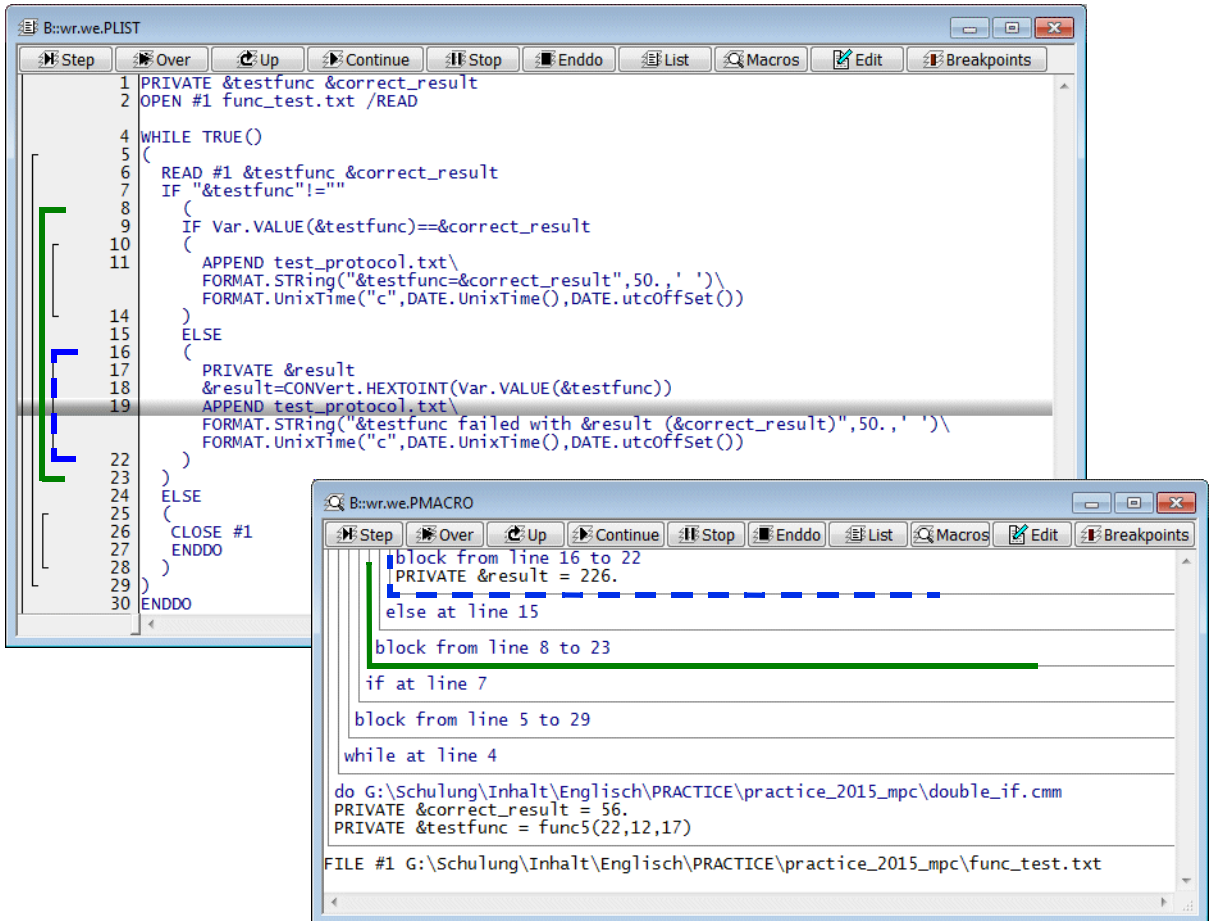 B::wr.we.PLIST
Step Over Up Continue Stop Enddo List Macros Edit Breakpoints
1 PRIVATE &testfunc &correct_result
2 OPEN #1 func_test.txt /READ
4 WHILE TRUE()
5 (
6 READ #1 &testfunc &correct_result
7 IF "&testfunc"!=""
8 (
9 IF Var.VALUE(&testfunc)==&correct_result
10 (
11 APPEND test_protocol.txt\
FORMAT.STRing("&testfunc=&correct_result",50.,' ')\
FORMAT.UnixTime("c",DATE.UnixTime(),DATE.utcOffSet())
14 )
15 ELSE
16 (
17 PRIVATE &result
18 &result=CONVert.HEXTOINT(Var.VALUE(&testfunc))
19 APPEND test_protocol.txt\
FORMAT.STRing("&testfunc failed with &result (&correct_result)",50.,' ')\
FORMAT.UnixTime("c",DATE.UnixTime(),DATE.utcOffSet())
22 )
23 )
24 ELSE
25 (
26 CLOSE #1
27 ENDDO
28 )
29 )
30 ENDDO
B::wr.we.PMACRO
Step Over Up Continue Stop Enddo List Macros Edit Breakpoints
block from line 16 to 22
PRIVATE &result = 226.
else at line 15
block from line 8 to 23
if at line 7
block from line 5 to 29
while at line 4
do G:\Schulung\Inhalt\Englisch\PRACTICE\practice_2015_mpc\double_if.cmm
PRIVATE &correct_result = 56.
PRIVATE &testfunc = func5(22,12,17)
FILE #1 G:\Schulung\Inhalt\Englisch\PRACTICE\practice_2015_mpc\func_test.txt